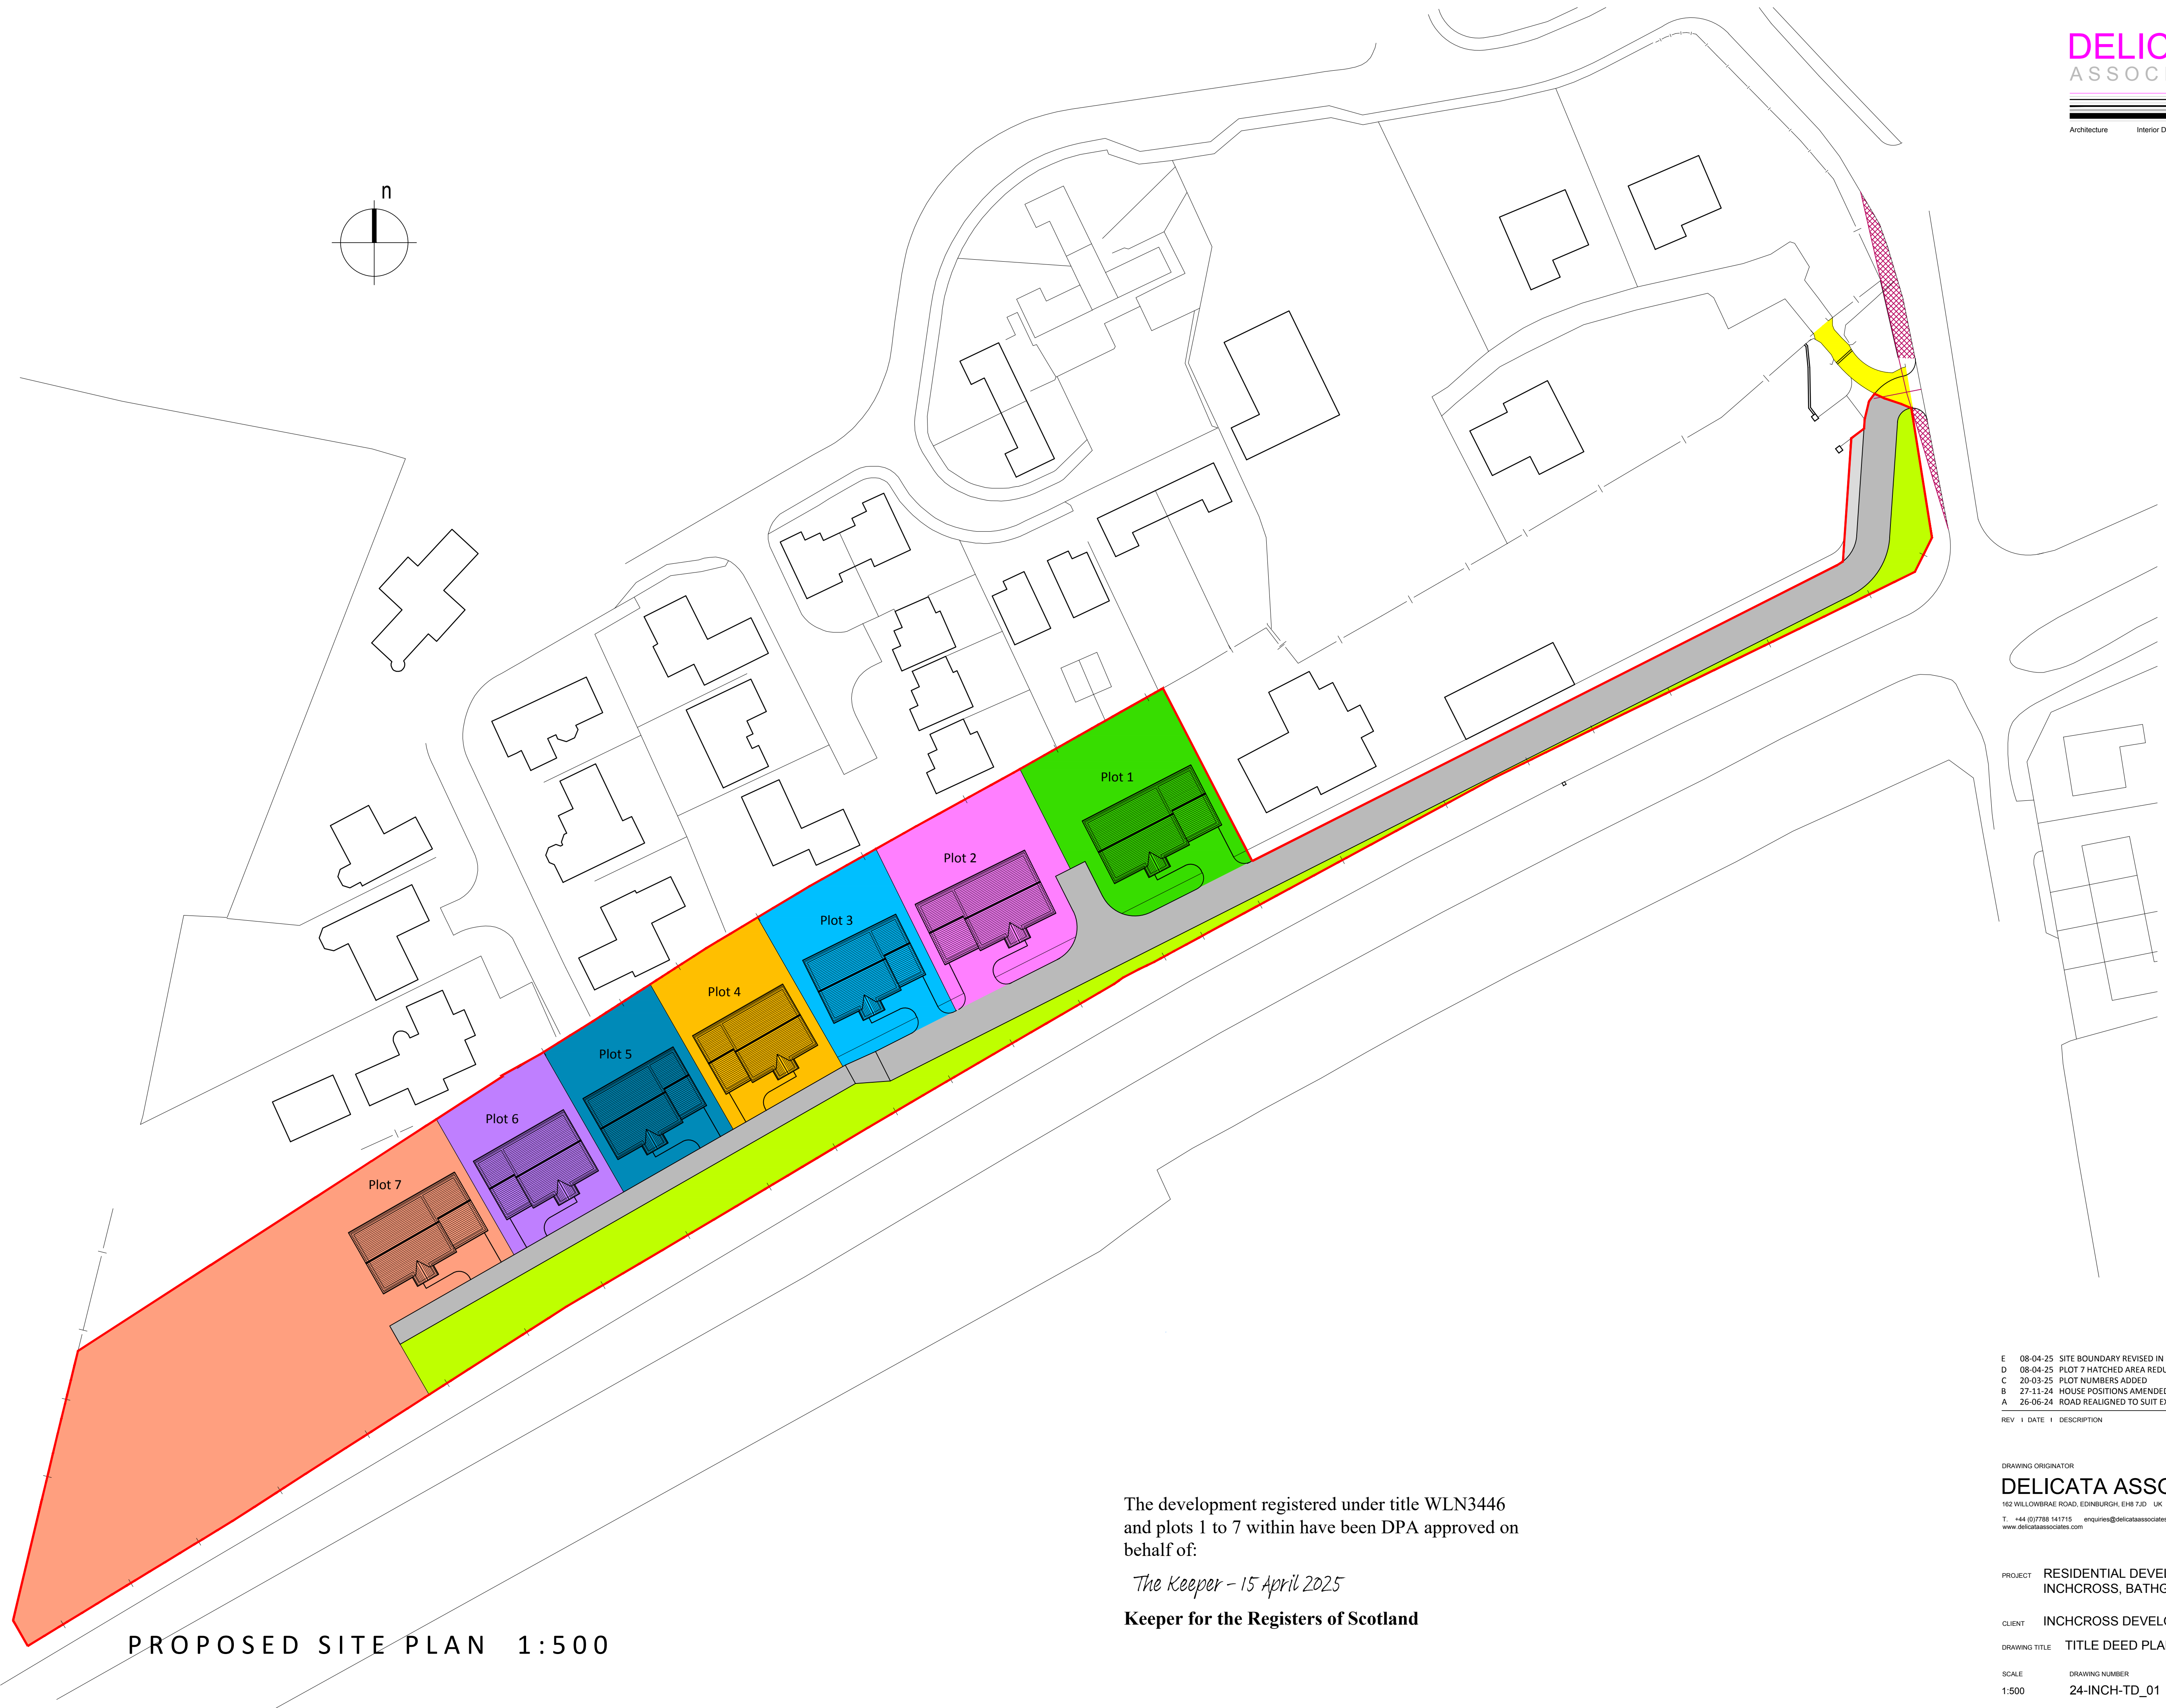 DELIC
ASSOC
Architecture Interior D
n
Plot 1
Plot 2
Plot 3
Plot 4
Plot 5
Plot 6
Plot 7
E 08-04-25 SITE BOUNDARY REVISED IN
D 08-04-25 PLOT 7 HATCHED AREA REDU
C 20-03-25 PLOT NUMBERS ADDED
B 27-11-24 HOUSE POSITIONS AMENDED
A 26-06-24 ROAD REALIGNED TO SUIT EX
REV I DATE I DESCRIPTION
DRAWING ORIGINATOR
DELICATA ASSO
162 WILLOWBRAE ROAD, EDINBURGH, EH8 7JD UK
T. +44 (0)7788 141715 enquiries@delicataassociates
www.delicataassociates.com
The development registered under title WLN3446
and plots 1 to 7 within have been DPA approved on
behalf of:
The Keeper - 15 April 2025
Keeper for the Registers of Scotland
PROJECT RESIDENTIAL DEVEL
INCHCROSS, BATHG
CLIENT INCHCROSS DEVELO
DRAWING TITLE TITLE DEED PLA
SCALE DRAWING NUMBER
1:500 24-INCH-TD_01
PROPOSED SITE PLAN 1:500